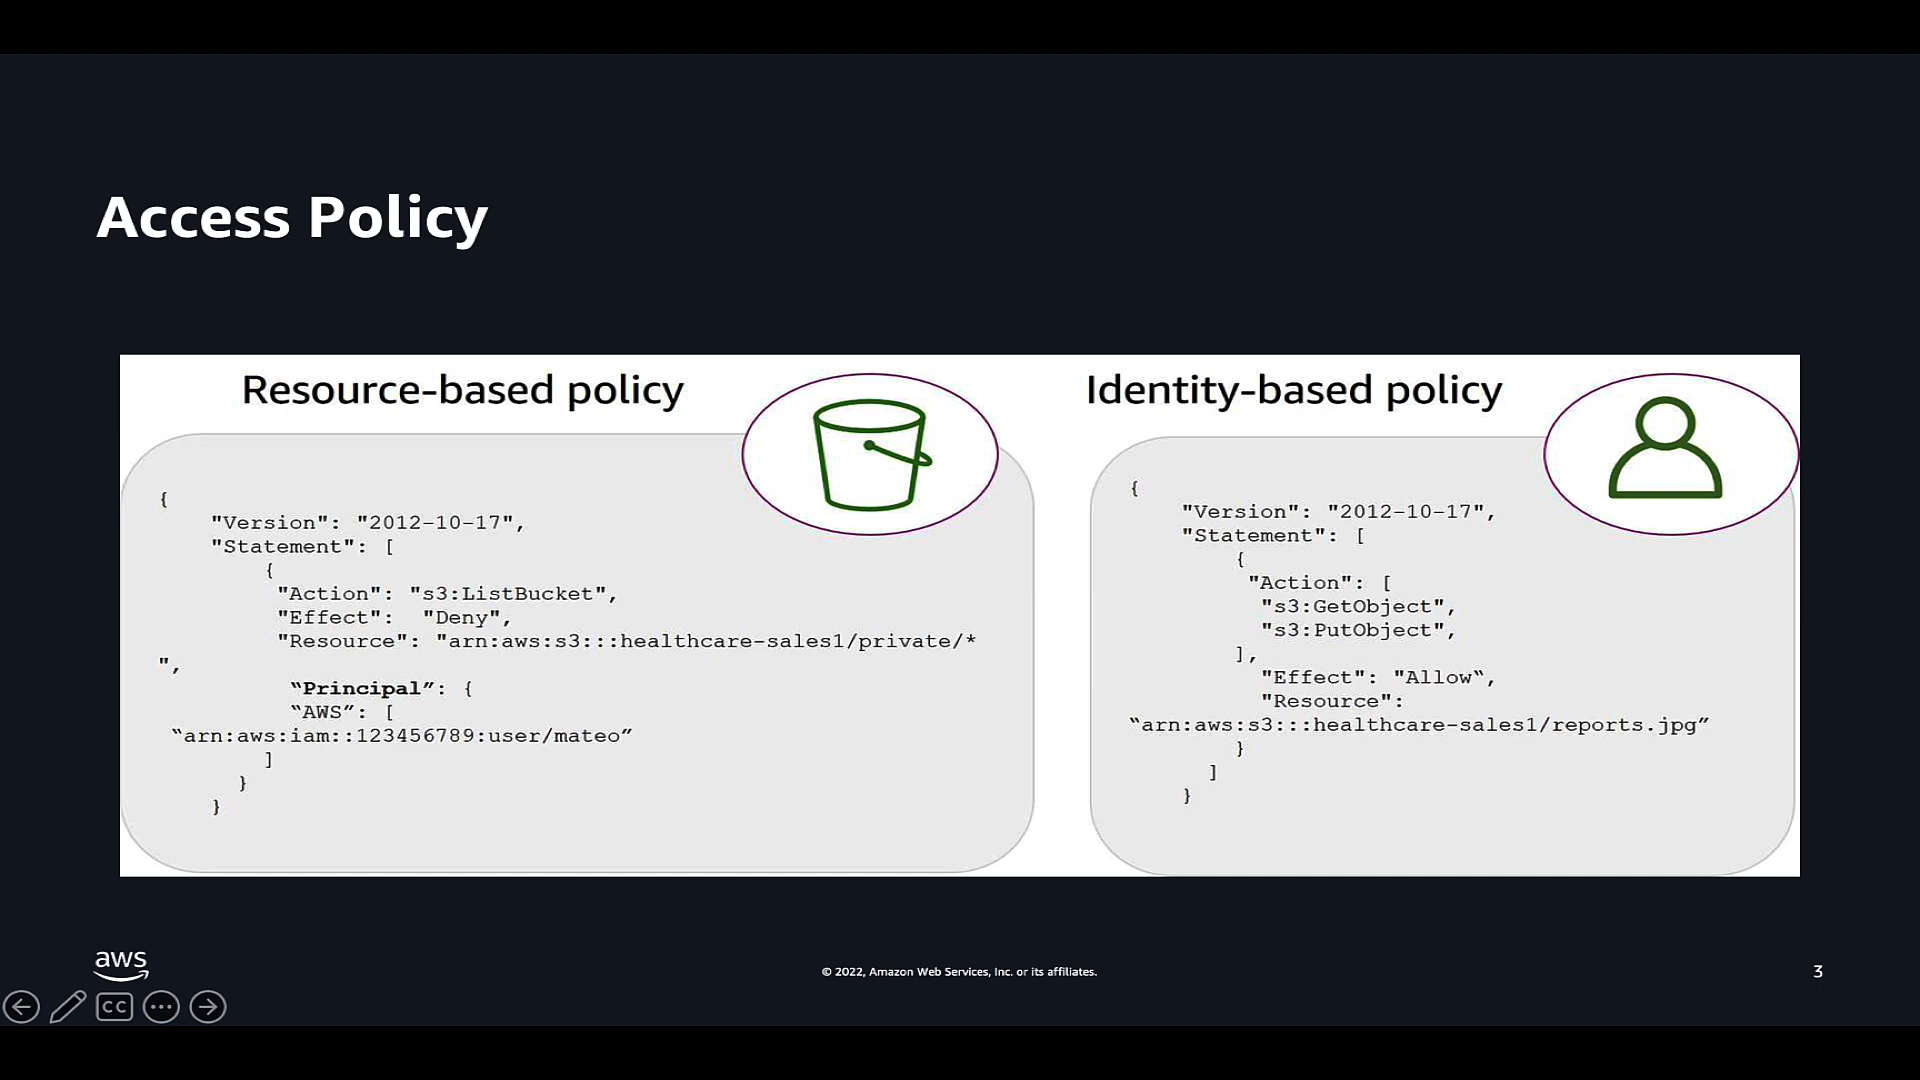 Access Policy
Resource-based policy
{
"Version": "2012-10-17",
"Statement": [
{
"Action": "s3:ListBucket",
"Effect":  "Deny",
"Resource": "arn:aws:s3:::healthcare-sales1/private/*
",
“Principal”: {
“AWS”: [
“arn:aws:iam::123456789:user/mateo”
]
}
}
Identity-based policy
{
"Version": "2012-10-17",
"Statement": [
{
"Action": [
"s3:GetObject",
"s3:PutObject",
],
"Effect": "Allow“,
"Resource":
“arn:aws:s3:::healthcare-sales1/reports.jpg”
}
]
}
aws
© 2022, Amazon Web Services, Inc. or its affiliates.
3
CC